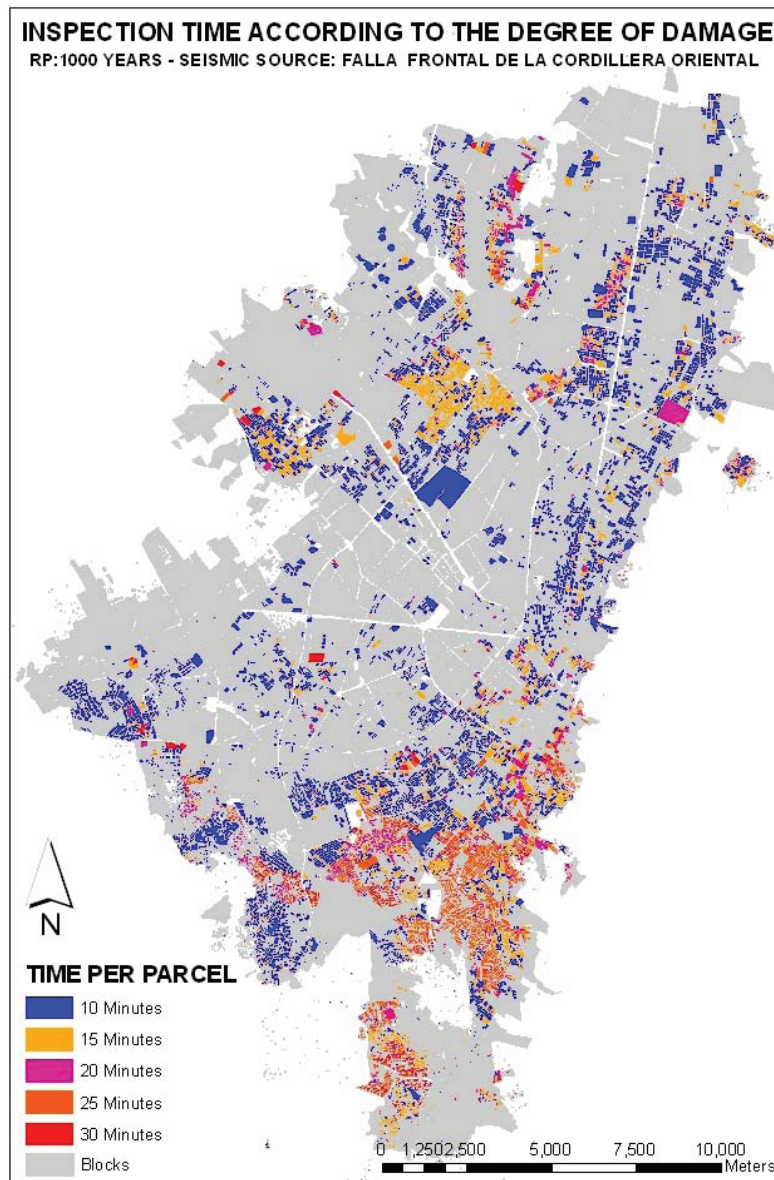 INSPECTION TIME ACCORDING TO THE DEGREE OF DAMAGE
RP:1000 YEARS - SEISMIC SOURCE: FALLA FRONTAL DE LA CORDILLERA ORIENTAL
N
TIME PER PARCEL
10 Minutes
15 Minutes
20 Minutes
25 Minutes
30 Minutes
Blocks
0 1,250 2,500 5,000 7,500 10,000
Meters